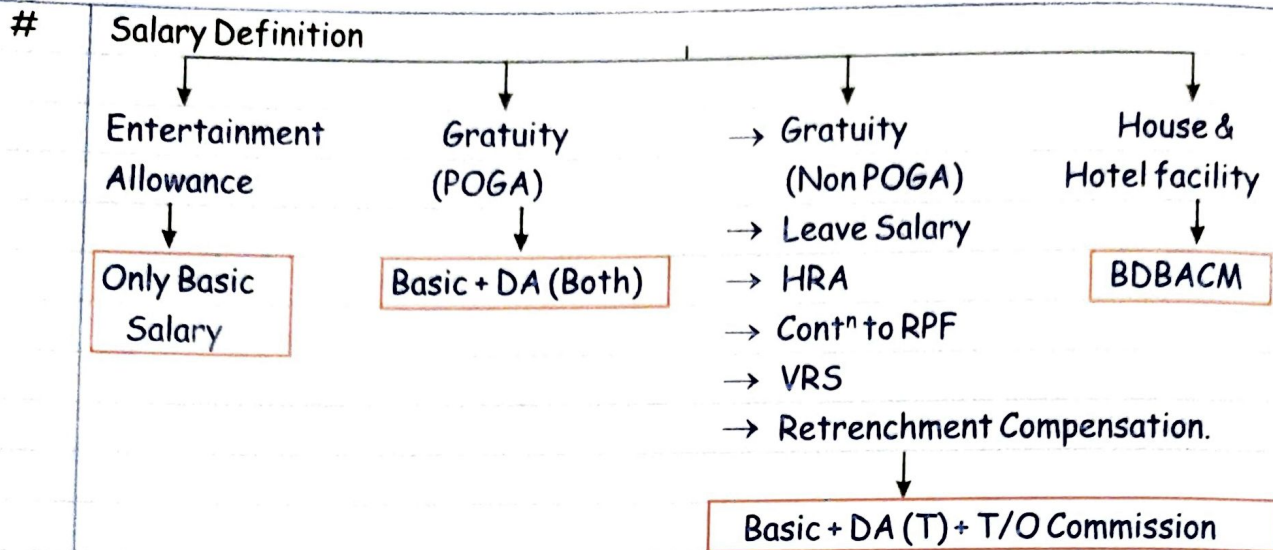 #
Salary Definition
Entertainment
Allowance
Only Basic
Salary
Gratuity
(POGA)
Basic + DA (Both)
→ Gratuity
(Non POGA)
→ Leave Salary
→ HRA
→ Contⁿ to RPF
→ VRS
→ Retrenchment Compensation.
Basic + DA (T) + T/O Commission
House &
Hotel facility
BDBACM